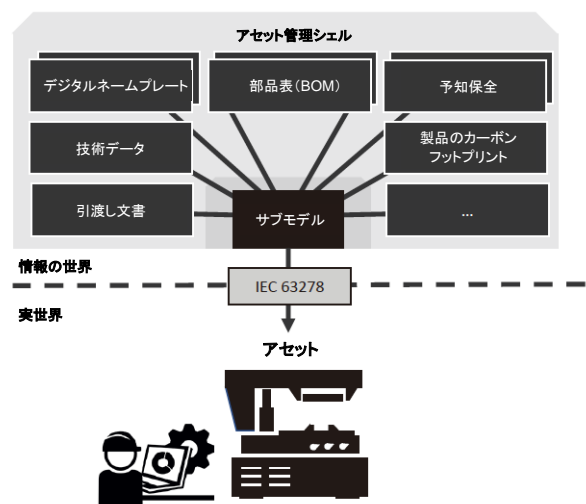 アセット管理シェル
デジタルネームプレート
部品表(BOM)
予知保全
技術データ
製品のカーボン
フットプリント
引渡し文書
サブモデル
...
情報の世界
IEC 63278
実世界
アセット